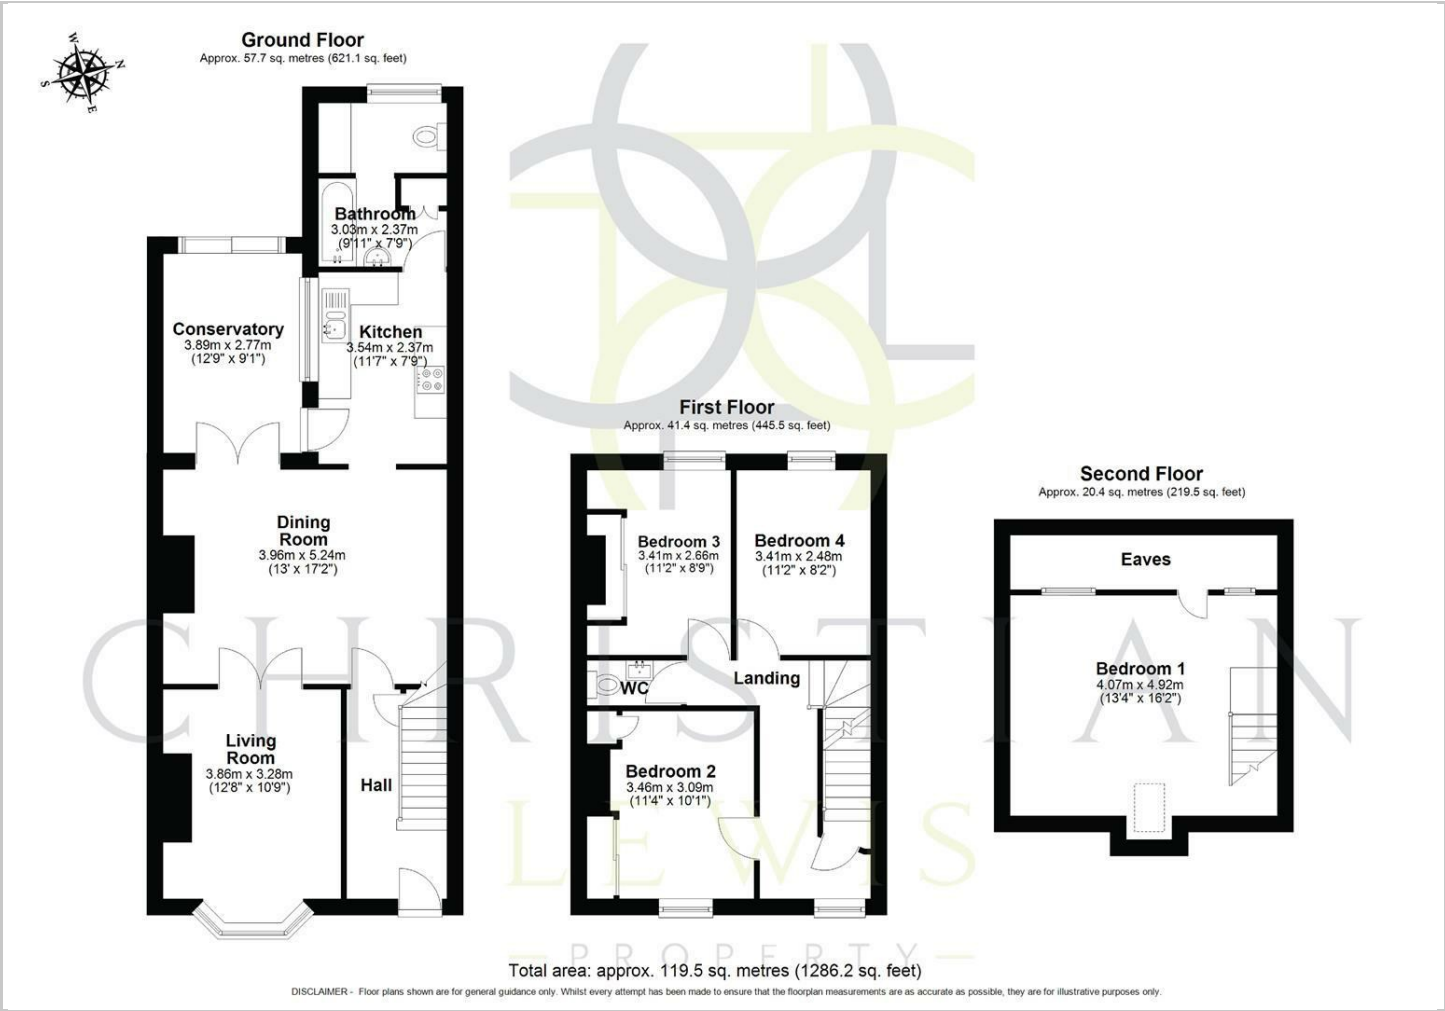 Ground Floor
Approx. 57.7 sq. metres (621.1 sq. feet)
W
N
S
E
Bathroom
3.03m x 2.37m
(9'11" x 7'9")
Conservatory
3.89m x 2.77m
(12'9" x 9'1")
Kitchen
3.54m x 2.37m
(11'7" x 7'9")
Dining
Room
3.96m x 5.24m
(13' x 17'2")
Living
Room
3.86m x 3.28m
(12'8" x 10'9")
Hall
First Floor
Approx. 41.4 sq. metres (445.5 sq. feet)
Bedroom 3
3.41m x 2.66m
(11'2" x 8'9")
Bedroom 4
3.41m x 2.48m
(11'2" x 8'2")
WC
Landing
Bedroom 2
3.46m x 3.09m
(11'4" x 10'1")
Second Floor
Approx. 20.4 sq. metres (219.5 sq. feet)
Eaves
Bedroom 1
4.07m x 4.92m
(13'4" x 16'2")
CHRISTIAN
LEWIS
PROPERTY
Total area: approx. 119.5 sq. metres (1286.2 sq. feet)
DISCLAIMER - Floor plans shown are for general guidance only. Whilst every attempt has been made to ensure that the floorplan measurements are as accurate as possible, they are for illustrative purposes only.